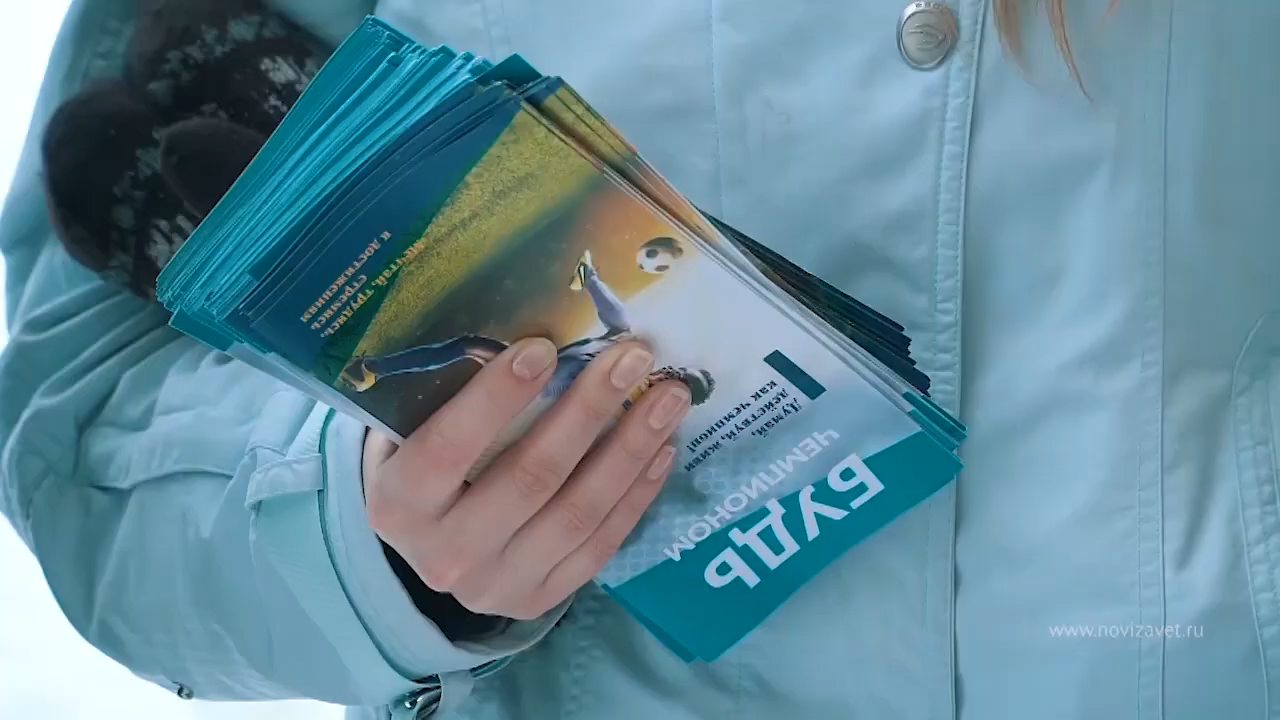 БУДЬ
ЧЕМПИОНОМ
Думай,
действуй, живи
как чемпион!
Мечтай, трудись,
стремись
к достижениям
www.novizavet.ru